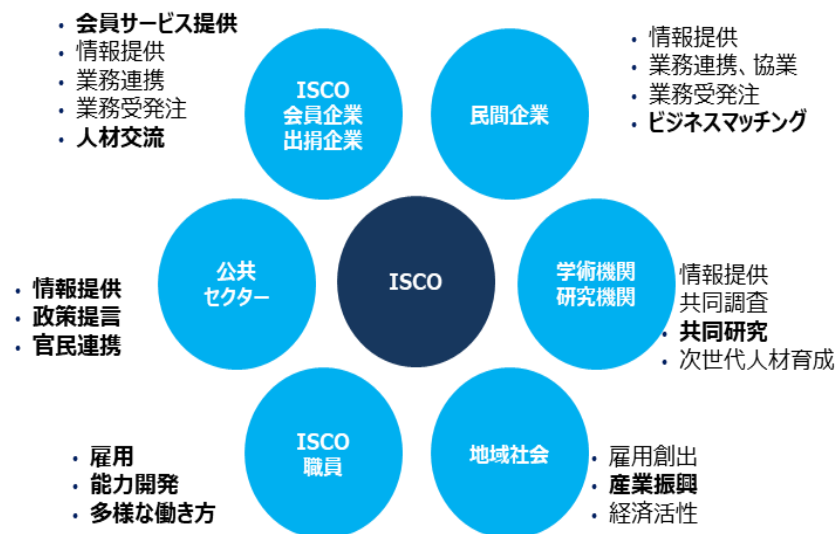 • 会員サービス提供
• 情報提供
• 業務連携
• 業務受発注
• 人材交流
ISCO
会員企業
出捐企業
民間企業
• 情報提供
• 業務連携、協業
• 業務受発注
• ビジネスマッチング
• 情報提供
• 政策提言
• 官民連携
公共
セクター
ISCO
学術機関
研究機関
• 情報提供
• 共同調査
• 共同研究
• 次世代人材育成
• 雇用
• 能力開発
• 多様な働き方
ISCO
職員
地域社会
• 雇用創出
• 産業振興
• 経済活性